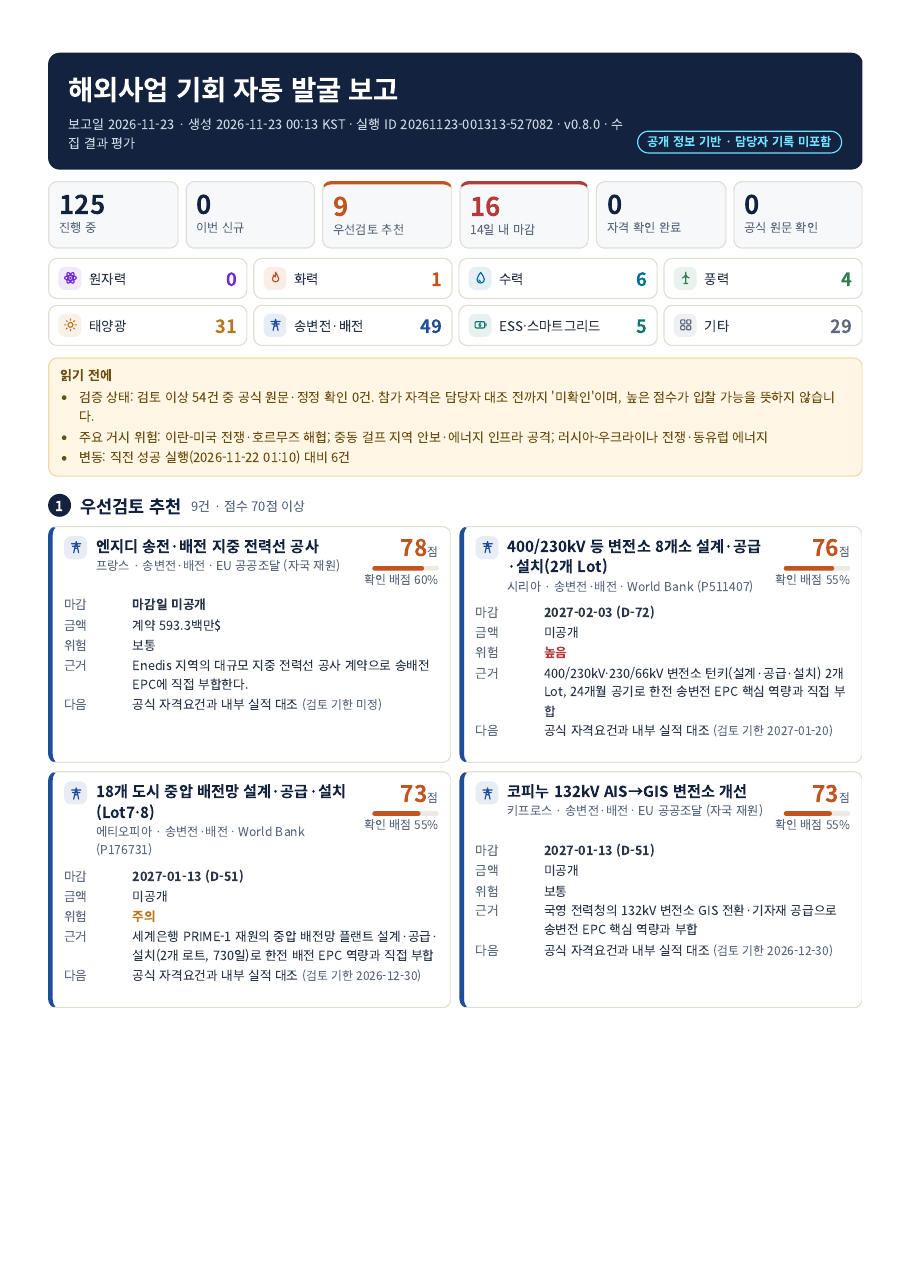 해외사업 기회 자동 발굴 보고
보고일 2026-11-23 · 생성 2026-11-23 00:13 KST · 실행 ID 20261123-001313-527082 · v0.8.0 · 수
집 결과 평가
공개 정보 기반 · 담당자 기록 미포함
125
진행 중
0
이번 신규
9
우선검토 추천
16
14일 내 마감
0
자격 확인 완료
0
공식 원문 확인
원자력 0
화력 1
수력 6
풍력 4
태양광 31
송변전·배전 49
ESS·스마트그리드 5
기타 29
읽기 전에
• 검증 상태: 검토 이상 54건 중 공식 원문·정정 확인 0건. 참가 자격은 담당자 대조 전까지 '미확인'이며, 높은 점수가 입찰 가능을 뜻하지 않습니
다.
• 주요 거시 위험: 이란-미국 전쟁·호르무즈 해협; 중동 걸프 지역 안보·에너지 인프라 공격; 러시아-우크라이나 전쟁·동유럽 에너지
• 변동: 직전 성공 실행(2026-11-22 01:10) 대비 6건
1 우선검토 추천 9건 · 점수 70점 이상
엔지디 송전·배전 지중 전력선 공사
프랑스 · 송변전·배전 · EU 공공조달 (자국 재원)
78점
확인 배점 60%
마감 마감일 미공개
금액 계약 593.3백만$
위험 보통
근거 Enedis 지역의 대규모 지중 전력선 공사 계약으로 송배전
EPC에 직접 부합한다.
다음 공식 자격요건과 내부 실적 대조 (검토 기한 미정)
400/230kV 등 변전소 8개소 설계·공급
·설치(2개 Lot)
시리아 · 송변전·배전 · World Bank (P511407)
76점
확인 배점 55%
마감 2027-02-03 (D-72)
금액 미공개
위험 높음
근거 400/230kV·230/66kV 변전소 턴키(설계·공급·설치) 2개
Lot, 24개월 공기로 한전 송변전 EPC 핵심 역량과 직접 부
합
다음 공식 자격요건과 내부 실적 대조 (검토 기한 2027-01-20)
18개 도시 중압 배전망 설계·공급·설치
(Lot7·8)
에티오피아 · 송변전·배전 · World Bank
(P176731)
73점
확인 배점 55%
마감 2027-01-13 (D-51)
금액 미공개
위험 주의
근거 세계은행 PRIME-1 재원의 중압 배전망 플랜트 설계·공급·
설치(2개 로트, 730일)로 한전 배전 EPC 역량과 직접 부합
다음 공식 자격요건과 내부 실적 대조 (검토 기한 2026-12-30)
코피누 132kV AIS→GIS 변전소 개선
키프로스 · 송변전·배전 · EU 공공조달 (자국 재원)
73점
확인 배점 55%
마감 2027-01-13 (D-51)
금액 미공개
위험 보통
근거 국영 전력청의 132kV 변전소 GIS 전환·기자재 공급으로
송변전 EPC 핵심 역량과 부합
다음 공식 자격요건과 내부 실적 대조 (검토 기한 2026-12-30)